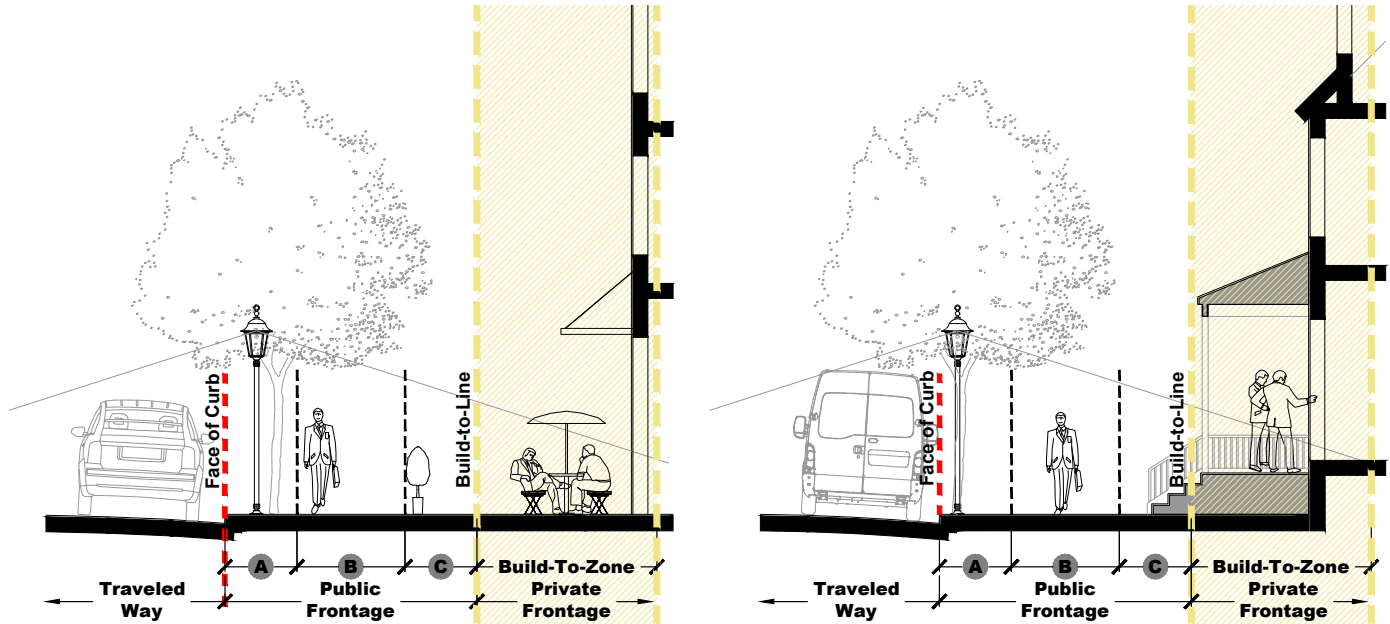 Face of Curb
Build-to-Line
A
B
C
Build-To-Zone
Traveled
Way
Public
Frontage
Private
Frontage
Face of Curb
Build-to-Line
A
B
C
Build-To-Zone
Traveled
Way
Public
Frontage
Private
Frontage